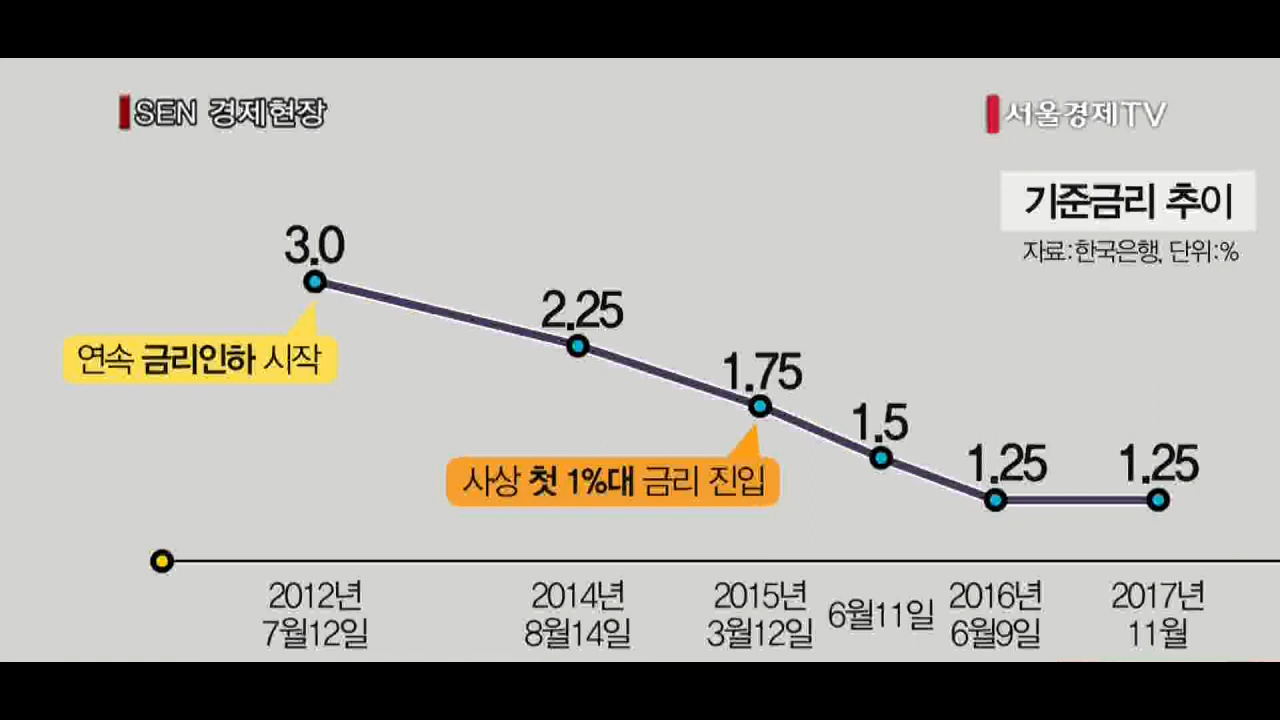 SEN 경제현장
서울경제TV
기준금리 추이
자료:한국은행, 단위:%
3.0
2.25
1.75
1.5
1.25
1.25
연속 금리인하 시작
사상 첫 1%대 금리 진입
2012년
7월12일
2014년
8월14일
2015년
3월12일
6월11일
2016년
6월9일
2017년
11월